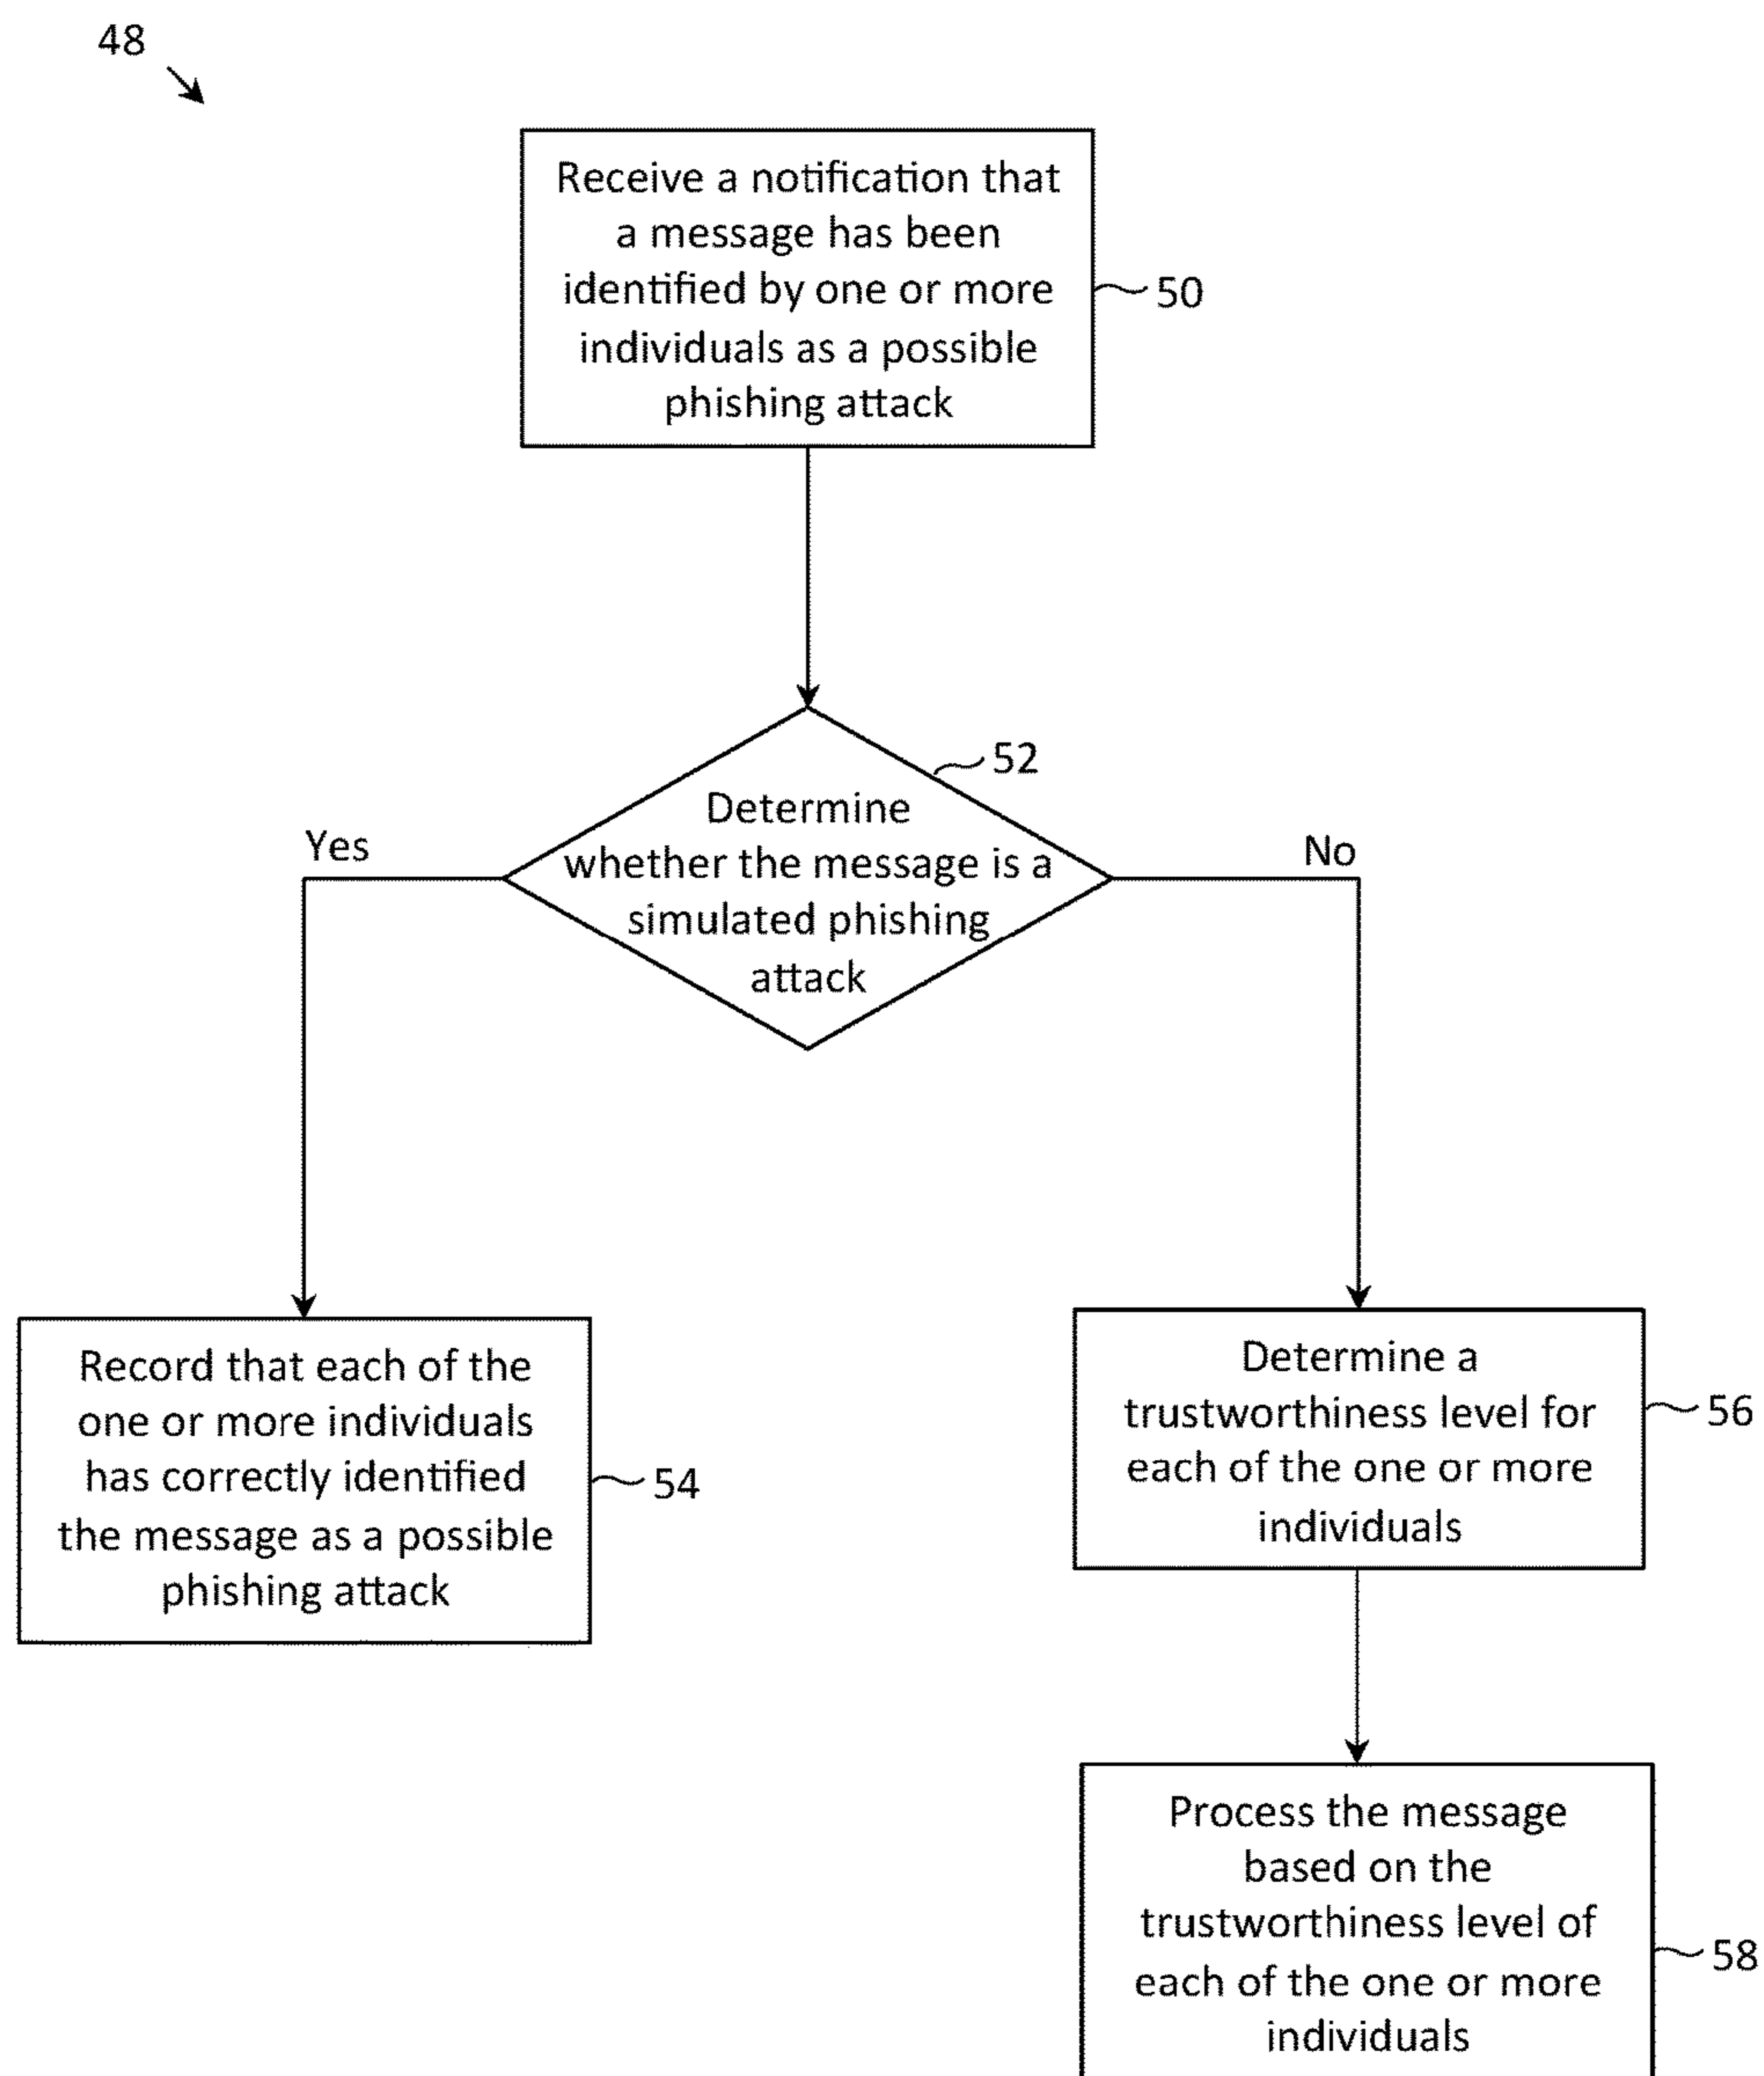 48
Receive a notification that
a message has been
identified by one or more
individuals as a possible
phishing attack
50
52
Determine
whether the message is a
simulated phishing
attack
Yes
No
Record that each of the
one or more individuals
has correctly identified
the message as a possible
phishing attack
54
Determine a
trustworthiness level for
each of the one or more
individuals
56
Process the message
based on the
trustworthiness level of
each of the one or more
individuals
58